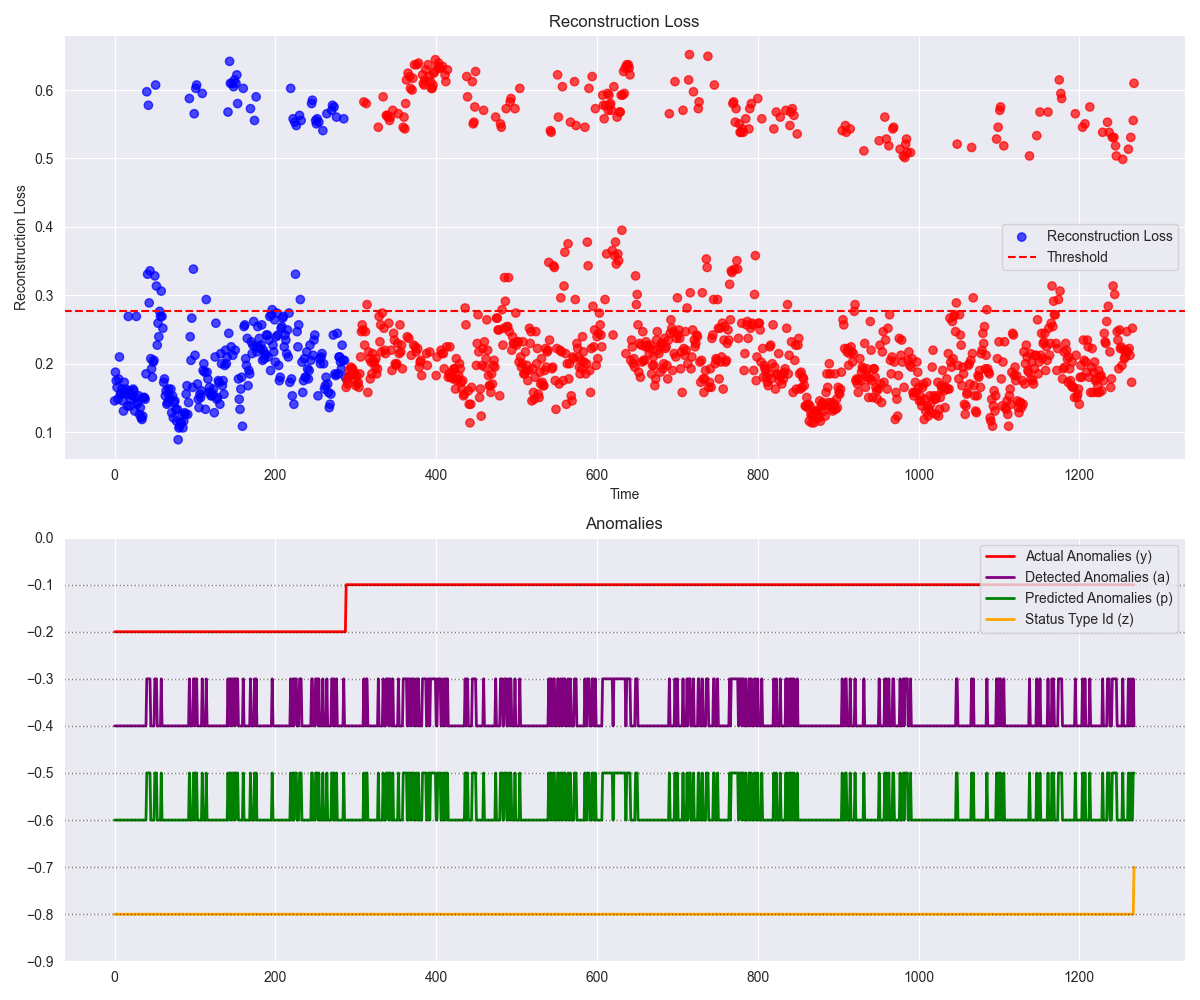 Reconstruction Loss
Reconstruction Loss
0.6
0.5
0.4
0.3
0.2
0.1
Reconstruction Loss
Threshold
0 200 400 600 800 1000 1200
Time
Anomalies
0.0
−0.1
−0.2
−0.3
−0.4
−0.5
−0.6
−0.7
−0.8
−0.9
Actual Anomalies (y)
Detected Anomalies (a)
Predicted Anomalies (p)
Status Type Id (z)
0 200 400 600 800 1000 1200